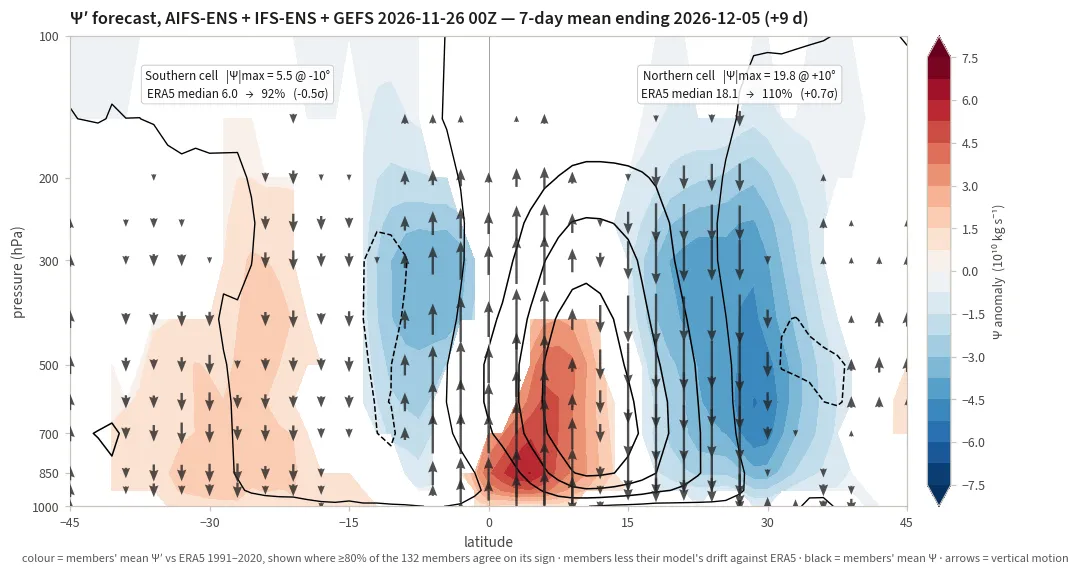 Ψ′ forecast, AIFS-ENS + IFS-ENS + GEFS 2026-11-26 00Z — 7-day mean ending 2026-12-05 (+9 d)
Southern cell |Ψ|max = 5.5 @ -10°
ERA5 median 6.0 → 92% (-0.5σ)
Northern cell |Ψ|max = 19.8 @ +10°
ERA5 median 18.1 → 110% (+0.7σ)
pressure (hPa)
100
200
300
400
500
700
850
1000
−45
−30
−15
0
15
30
45
latitude
7.5
6.0
4.5
3.0
1.5
0.0
−1.5
−3.0
−4.5
−6.0
−7.5
Ψ anomaly (10¹⁰ kg s⁻¹)
colour = members' mean Ψ′ vs ERA5 1991–2020, shown where ≥80% of the 132 members agree on its sign · members less their model's drift against ERA5 · black = members' mean Ψ · arrows = vertical motion